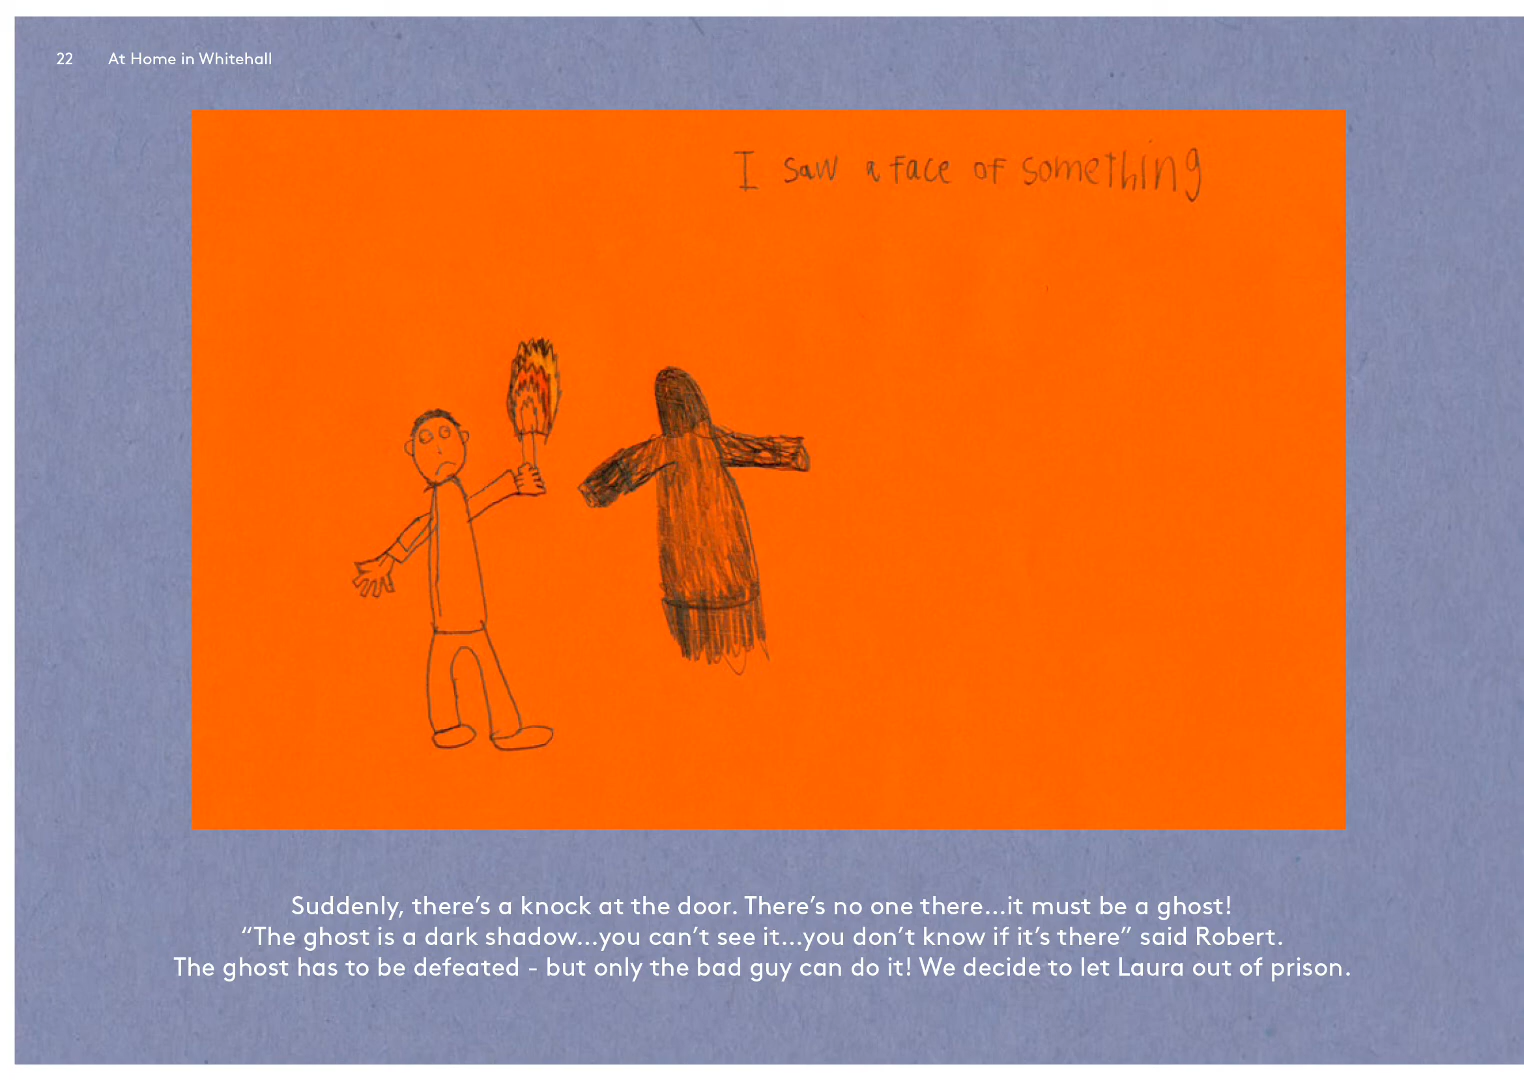 22 At Home in Whitehall
I saw a face of something
Suddenly, there’s a knock at the door. There’s no one there...it must be a ghost!
“The ghost is a dark shadow...you can’t see it...you don’t know if it’s there” said Robert.
The ghost has to be defeated - but only the bad guy can do it! We decide to let Laura out of prison.